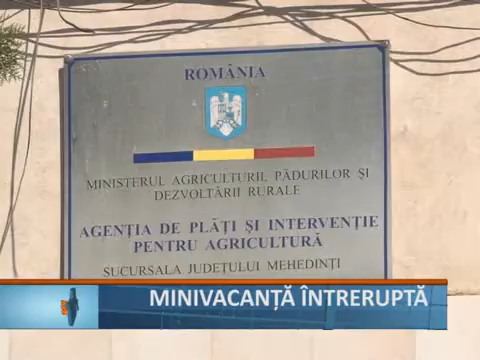 ROMÂNIA
MINISTERUL AGRICULTURII, PĂDURILOR ȘI
DEZVOLTĂRII RURALE
AGENȚIA DE PLĂȚI ȘI INTERVENȚIE
PENTRU AGRICULTURĂ
SUCURSALA JUDEȚULUI MEHEDINȚI
MINIVACANȚĂ ÎNTRERUPTĂ